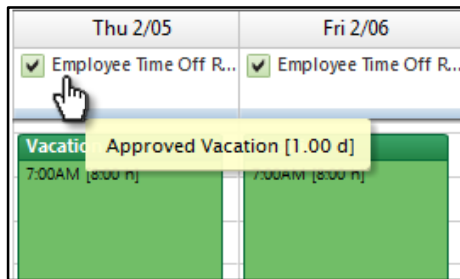 Thu 2/05
Fri 2/06
Employee Time Off R...
Employee Time Off R...
Approved Vacation [1.00 d]
Vacatio
7:00AM [8:00 h]
7:00AM [8:00 h]